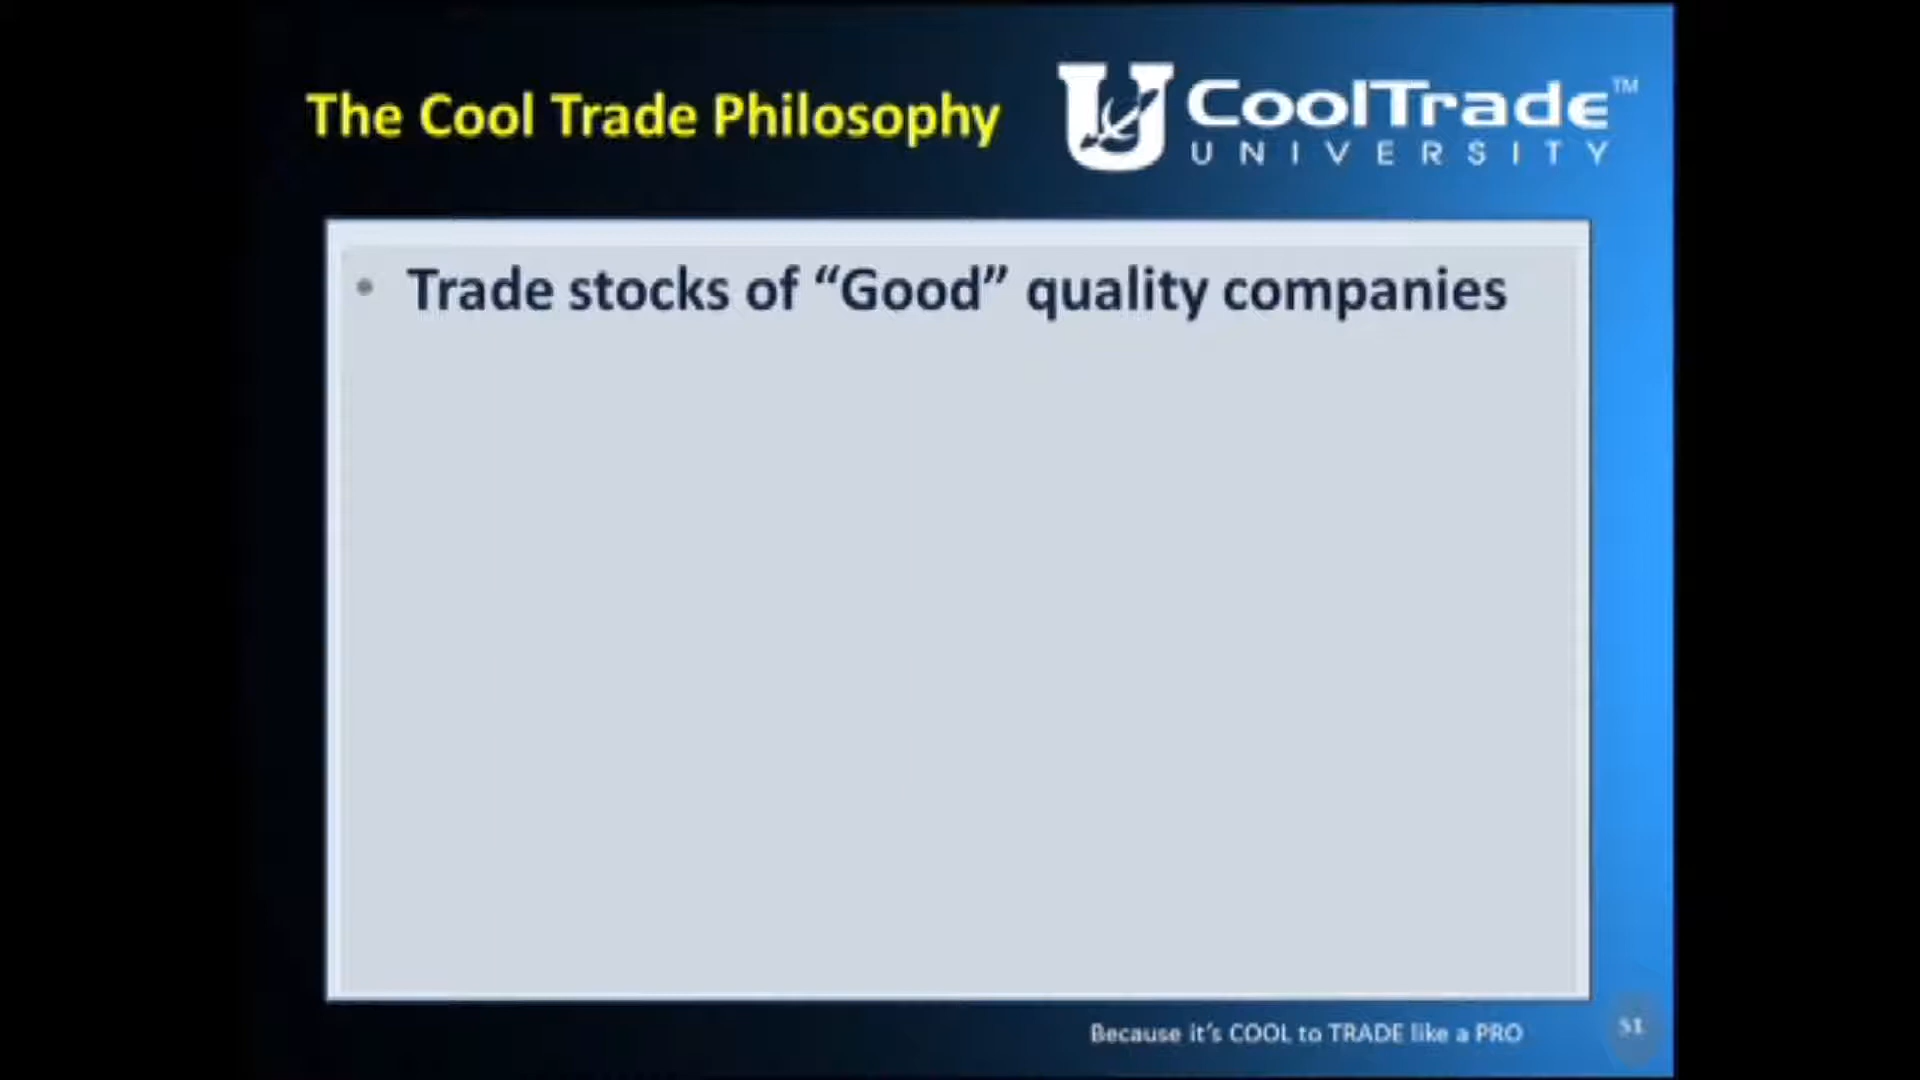 The Cool Trade Philosophy
CoolTrade™
UNIVERSITY
• Trade stocks of “Good” quality companies
Because it’s COOL to TRADE like a PRO
51